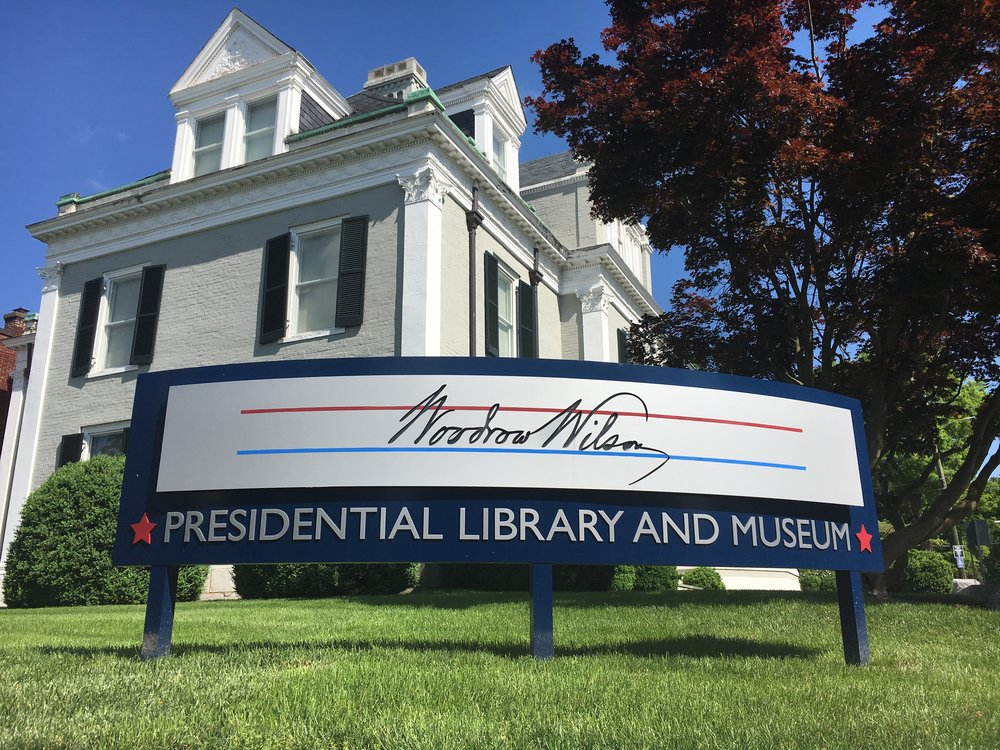 Woodrow Wilson
PRESIDENTIAL LIBRARY AND MUSEUM